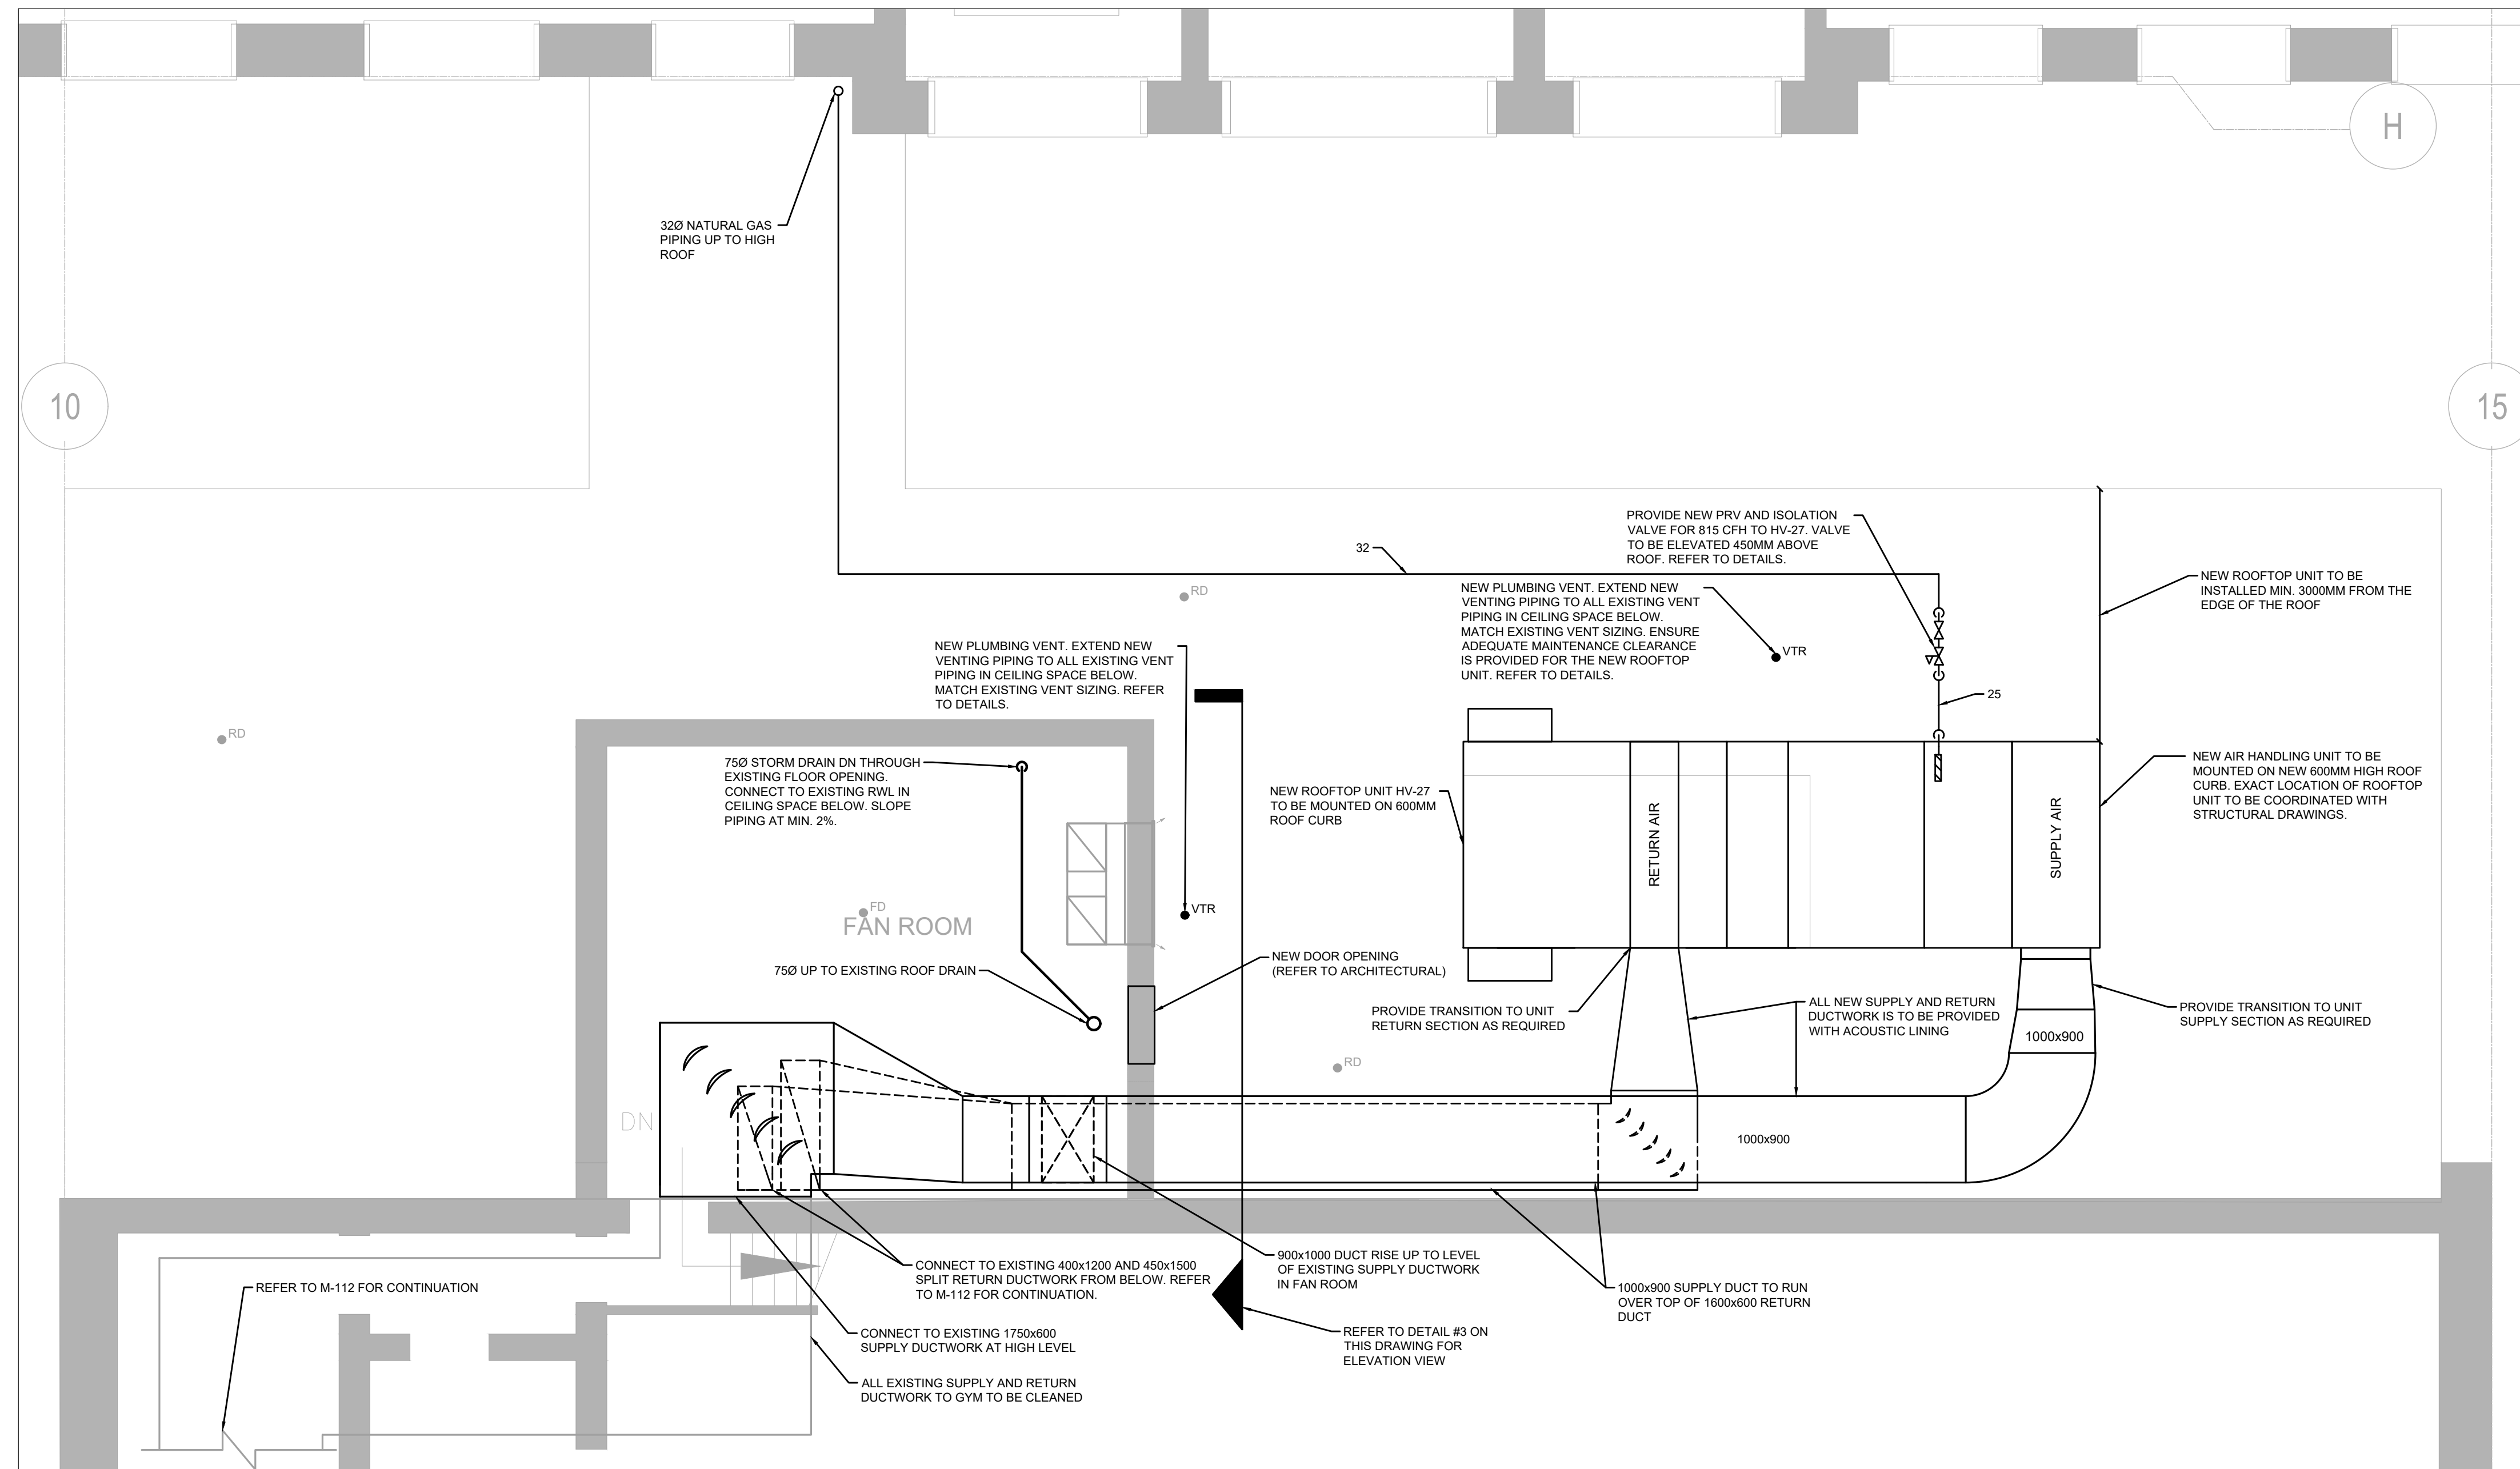 H
32Ø NATURAL GAS
PIPING UP TO HIGH
ROOF
10
15
PROVIDE NEW PRV AND ISOLATION
VALVE FOR 815 CFH TO HV-27. VALVE
TO BE ELEVATED 450MM ABOVE
ROOF. REFER TO DETAILS.
32
NEW ROOFTOP UNIT TO BE
INSTALLED MIN. 3000MM FROM THE
EDGE OF THE ROOF
RD
NEW PLUMBING VENT. EXTEND NEW
VENTING PIPING TO ALL EXISTING VENT
PIPING IN CEILING SPACE BELOW.
MATCH EXISTING VENT SIZING. ENSURE
ADEQUATE MAINTENANCE CLEARANCE
IS PROVIDED FOR THE NEW ROOFTOP
UNIT. REFER TO DETAILS.
VTR
NEW PLUMBING VENT. EXTEND NEW
VENTING PIPING TO ALL EXISTING VENT
PIPING IN CEILING SPACE BELOW.
MATCH EXISTING VENT SIZING. REFER
TO DETAILS.
25
RD
75Ø STORM DRAIN DN THROUGH
EXISTING FLOOR OPENING.
CONNECT TO EXISTING RWL IN
CEILING SPACE BELOW. SLOPE
PIPING AT MIN. 2%.
NEW ROOFTOP UNIT HV-27
TO BE MOUNTED ON 600MM
ROOF CURB
RETURN AIR
SUPPLY AIR
NEW AIR HANDLING UNIT TO BE
MOUNTED ON NEW 600MM HIGH ROOF
CURB. EXACT LOCATION OF ROOFTOP
UNIT TO BE COORDINATED WITH
STRUCTURAL DRAWINGS.
FD
FAN ROOM
VTR
75Ø UP TO EXISTING ROOF DRAIN
NEW DOOR OPENING
(REFER TO ARCHITECTURAL)
PROVIDE TRANSITION TO UNIT
RETURN SECTION AS REQUIRED
ALL NEW SUPPLY AND RETURN
DUCTWORK IS TO BE PROVIDED
WITH ACOUSTIC LINING
PROVIDE TRANSITION TO UNIT
SUPPLY SECTION AS REQUIRED
1000x900
RD
DN
1000x900
REFER TO M-112 FOR CONTINUATION
CONNECT TO EXISTING 400x1200 AND 450x1500
SPLIT RETURN DUCTWORK FROM BELOW. REFER
TO M-112 FOR CONTINUATION.
900x1000 DUCT RISE UP TO LEVEL
OF EXISTING SUPPLY DUCTWORK
IN FAN ROOM
1000x900 SUPPLY DUCT TO RUN
OVER TOP OF 1600x600 RETURN
DUCT
CONNECT TO EXISTING 1750x600
SUPPLY DUCTWORK AT HIGH LEVEL
REFER TO DETAIL #3 ON
THIS DRAWING FOR
ELEVATION VIEW
ALL EXISTING SUPPLY AND RETURN
DUCTWORK TO GYM TO BE CLEANED